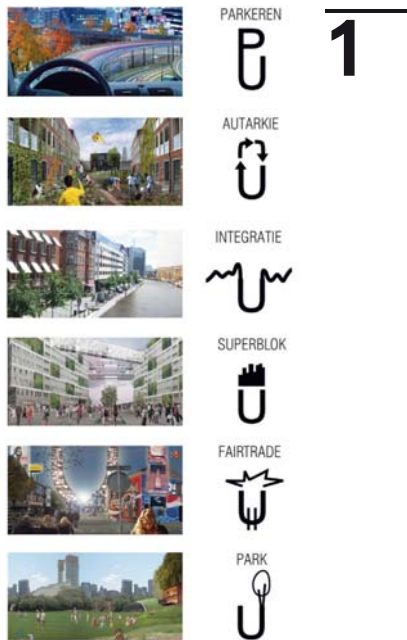 PARKEREN
1
AUTARKIE
INTEGRATIE
SUPERBLOK
FAIRTRADE
PARK